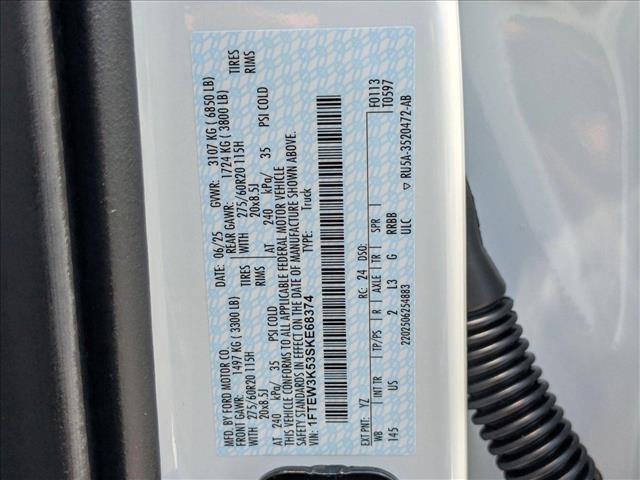 MFD. BY FORD MOTOR CO. DATE: 06/25 GVWR: 3107 KG ( 6850 LB)
FRONT GAWR: 1497 KG ( 3300 LB) REAR GAWR: 1724 KG ( 3800 LB)
WITH 275/60R20 115H TIRES WITH 275/60R20 115H TIRES
20x8.5J RIMS 20x8.5J RIMS
AT 240 kPa/ 35 PSI COLD AT 240 kPa/ 35 PSI COLD
THIS VEHICLE CONFORMS TO ALL APPLICABLE FEDERAL MOTOR VEHICLE
SAFETY STANDARDS IN EFFECT ON THE DATE OF MANUFACTURE SHOWN ABOVE.
VIN: 1FTEW3K53SKE68374 TYPE: Truck
F0113
T0597
EXT PNT: YZ RC: 24 DSO:
WB INT TR TP/PS R AXLE TR SPR
145 US 2 L3 G RRBB
ULC
2202506254883 ▽ RU5A-3520472-AB